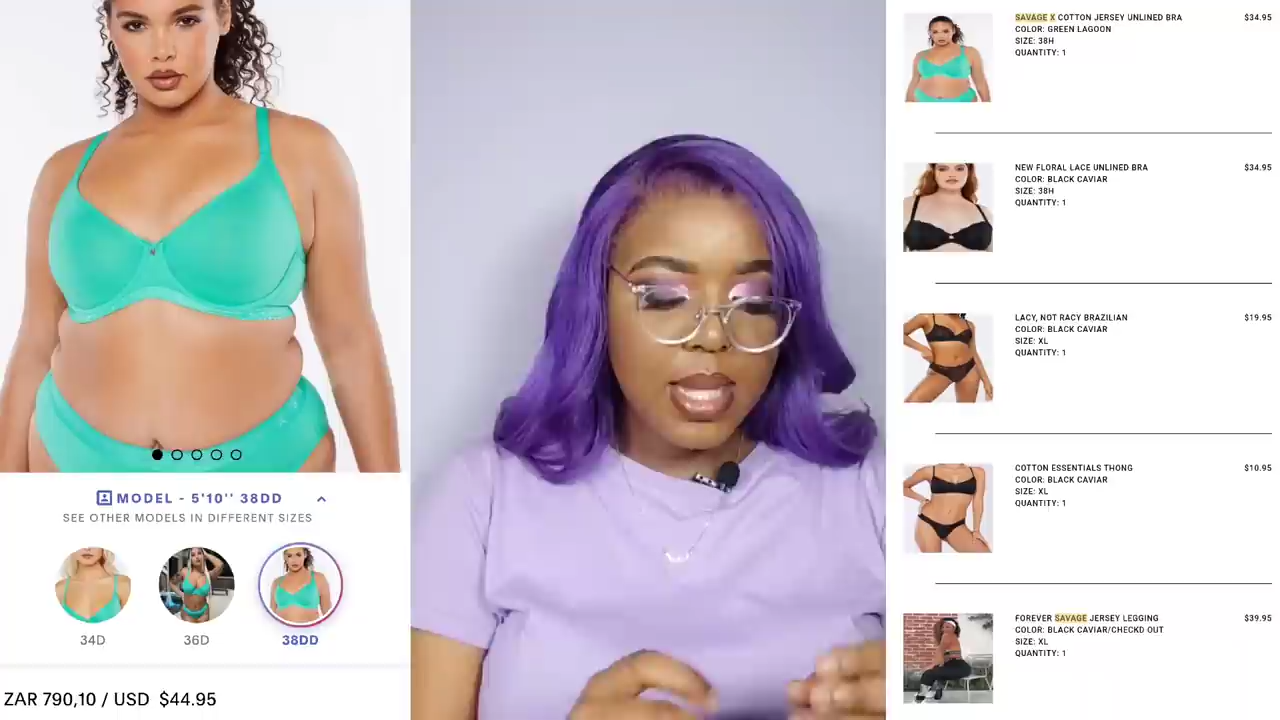 MODEL - 5'10'' 38DD
SEE OTHER MODELS IN DIFFERENT SIZES
34D
36D
38DD
ZAR 790,10 / USD $44.95
SAVAGE X COTTON JERSEY UNLINED BRA $34.95
COLOR: GREEN LAGOON
SIZE: 38H
QUANTITY: 1
NEW FLORAL LACE UNLINED BRA $34.95
COLOR: BLACK CAVIAR
SIZE: 38H
QUANTITY: 1
LACY, NOT RACY BRAZILIAN $19.95
COLOR: BLACK CAVIAR
SIZE: XL
QUANTITY: 1
COTTON ESSENTIALS THONG $10.95
COLOR: BLACK CAVIAR
SIZE: XL
QUANTITY: 1
FOREVER SAVAGE JERSEY LEGGING $39.95
COLOR: BLACK CAVIAR/CHECKD OUT
SIZE: XL
QUANTITY: 1